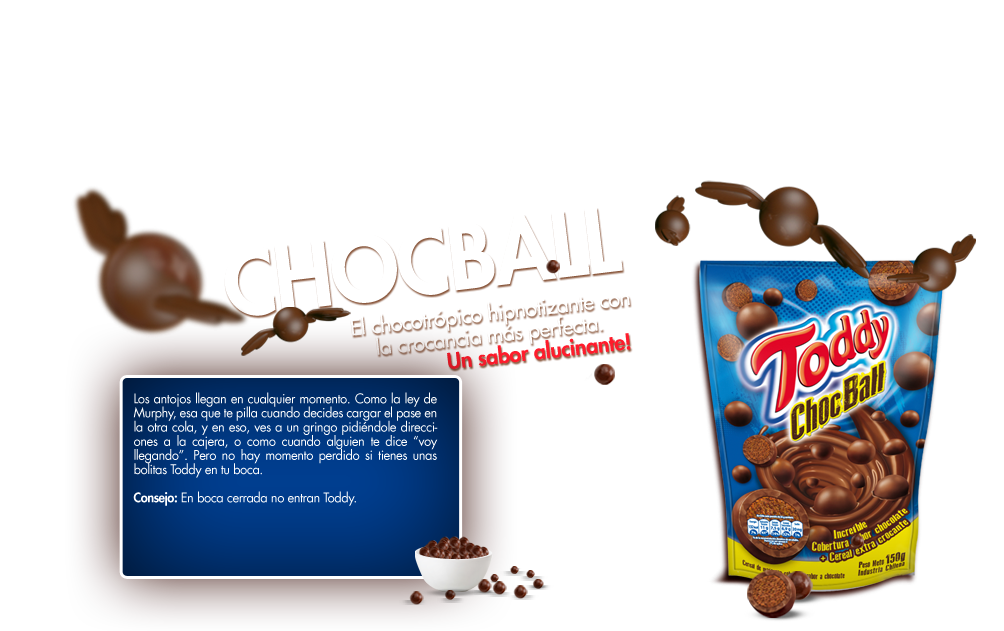 CHOCBALL
El chocotrópico hipnotizante con
la crocancia más perfecta.
Un sabor alucinante!
Los antojos llegan en cualquier momento. Como la ley de
Murphy, esa que te pilla cuando decides cargar el pase en
la otra cola, y en eso, ves a un gringo pidiéndole direcci-
ones a la cajera, o como cuando alguien te dice “voy
llegando”. Pero no hay momento perdido si tienes unas
bolitas Toddy en tu boca.
Consejo: En boca cerrada no entran Toddy.
Toddy
ChocBall
Increíble
Cobertura sabor chocolate
+ Cereal extra crocante
Peso Neto 150g
Industria Chilena
Cereal de
sabor a chocolate